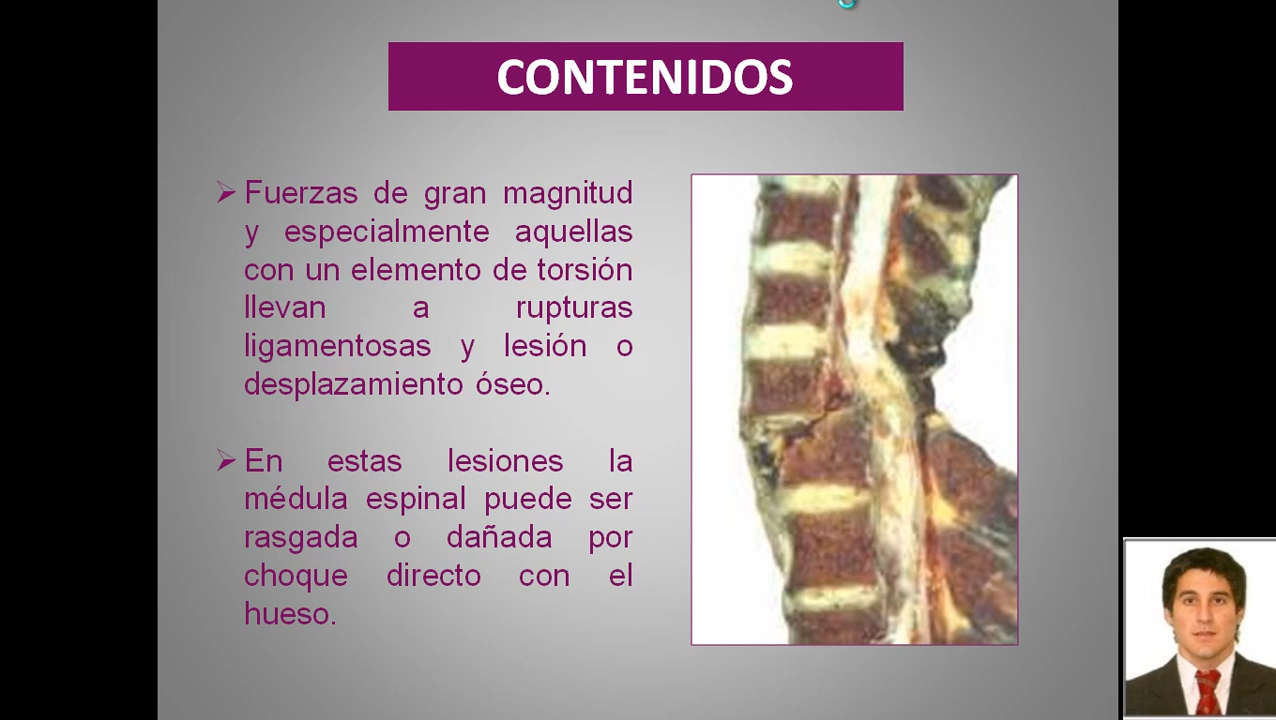 CONTENIDOS
Fuerzas de gran magnitud
y especialmente aquellas
con un elemento de torsión
llevan a rupturas
ligamentosas y lesión o
desplazamiento óseo.
En estas lesiones la
médula espinal puede ser
rasgada o dañada por
choque directo con el
hueso.